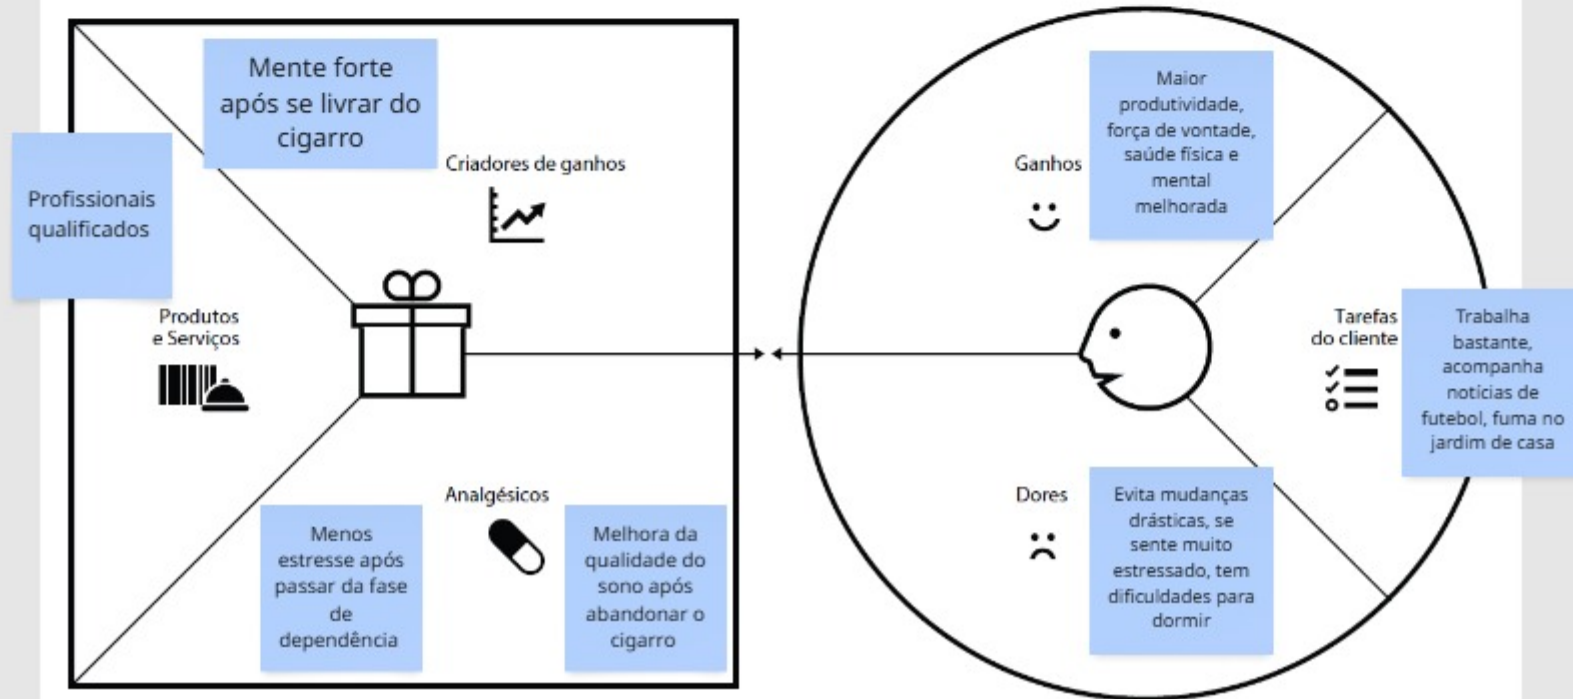 Mente forte
após se livrar do
cigarro
Criadores de ganhos
Profissionais
qualificados
Produtos
e Serviços
Analgésicos
Menos
estresse após
passar da fase
de
dependência
Melhora da
qualidade do
sono após
abandonar o
cigarro
Ganhos
Maior
produtividade,
força de vontade,
saúde física e
mental
melhorada
Tarefas
do cliente
Trabalha
bastante,
acompanha
notícias de
futebol, fuma no
jardim de casa
Dores
Evita mudanças
drásticas, se
sente muito
estressado, tem
dificuldades para
dormir